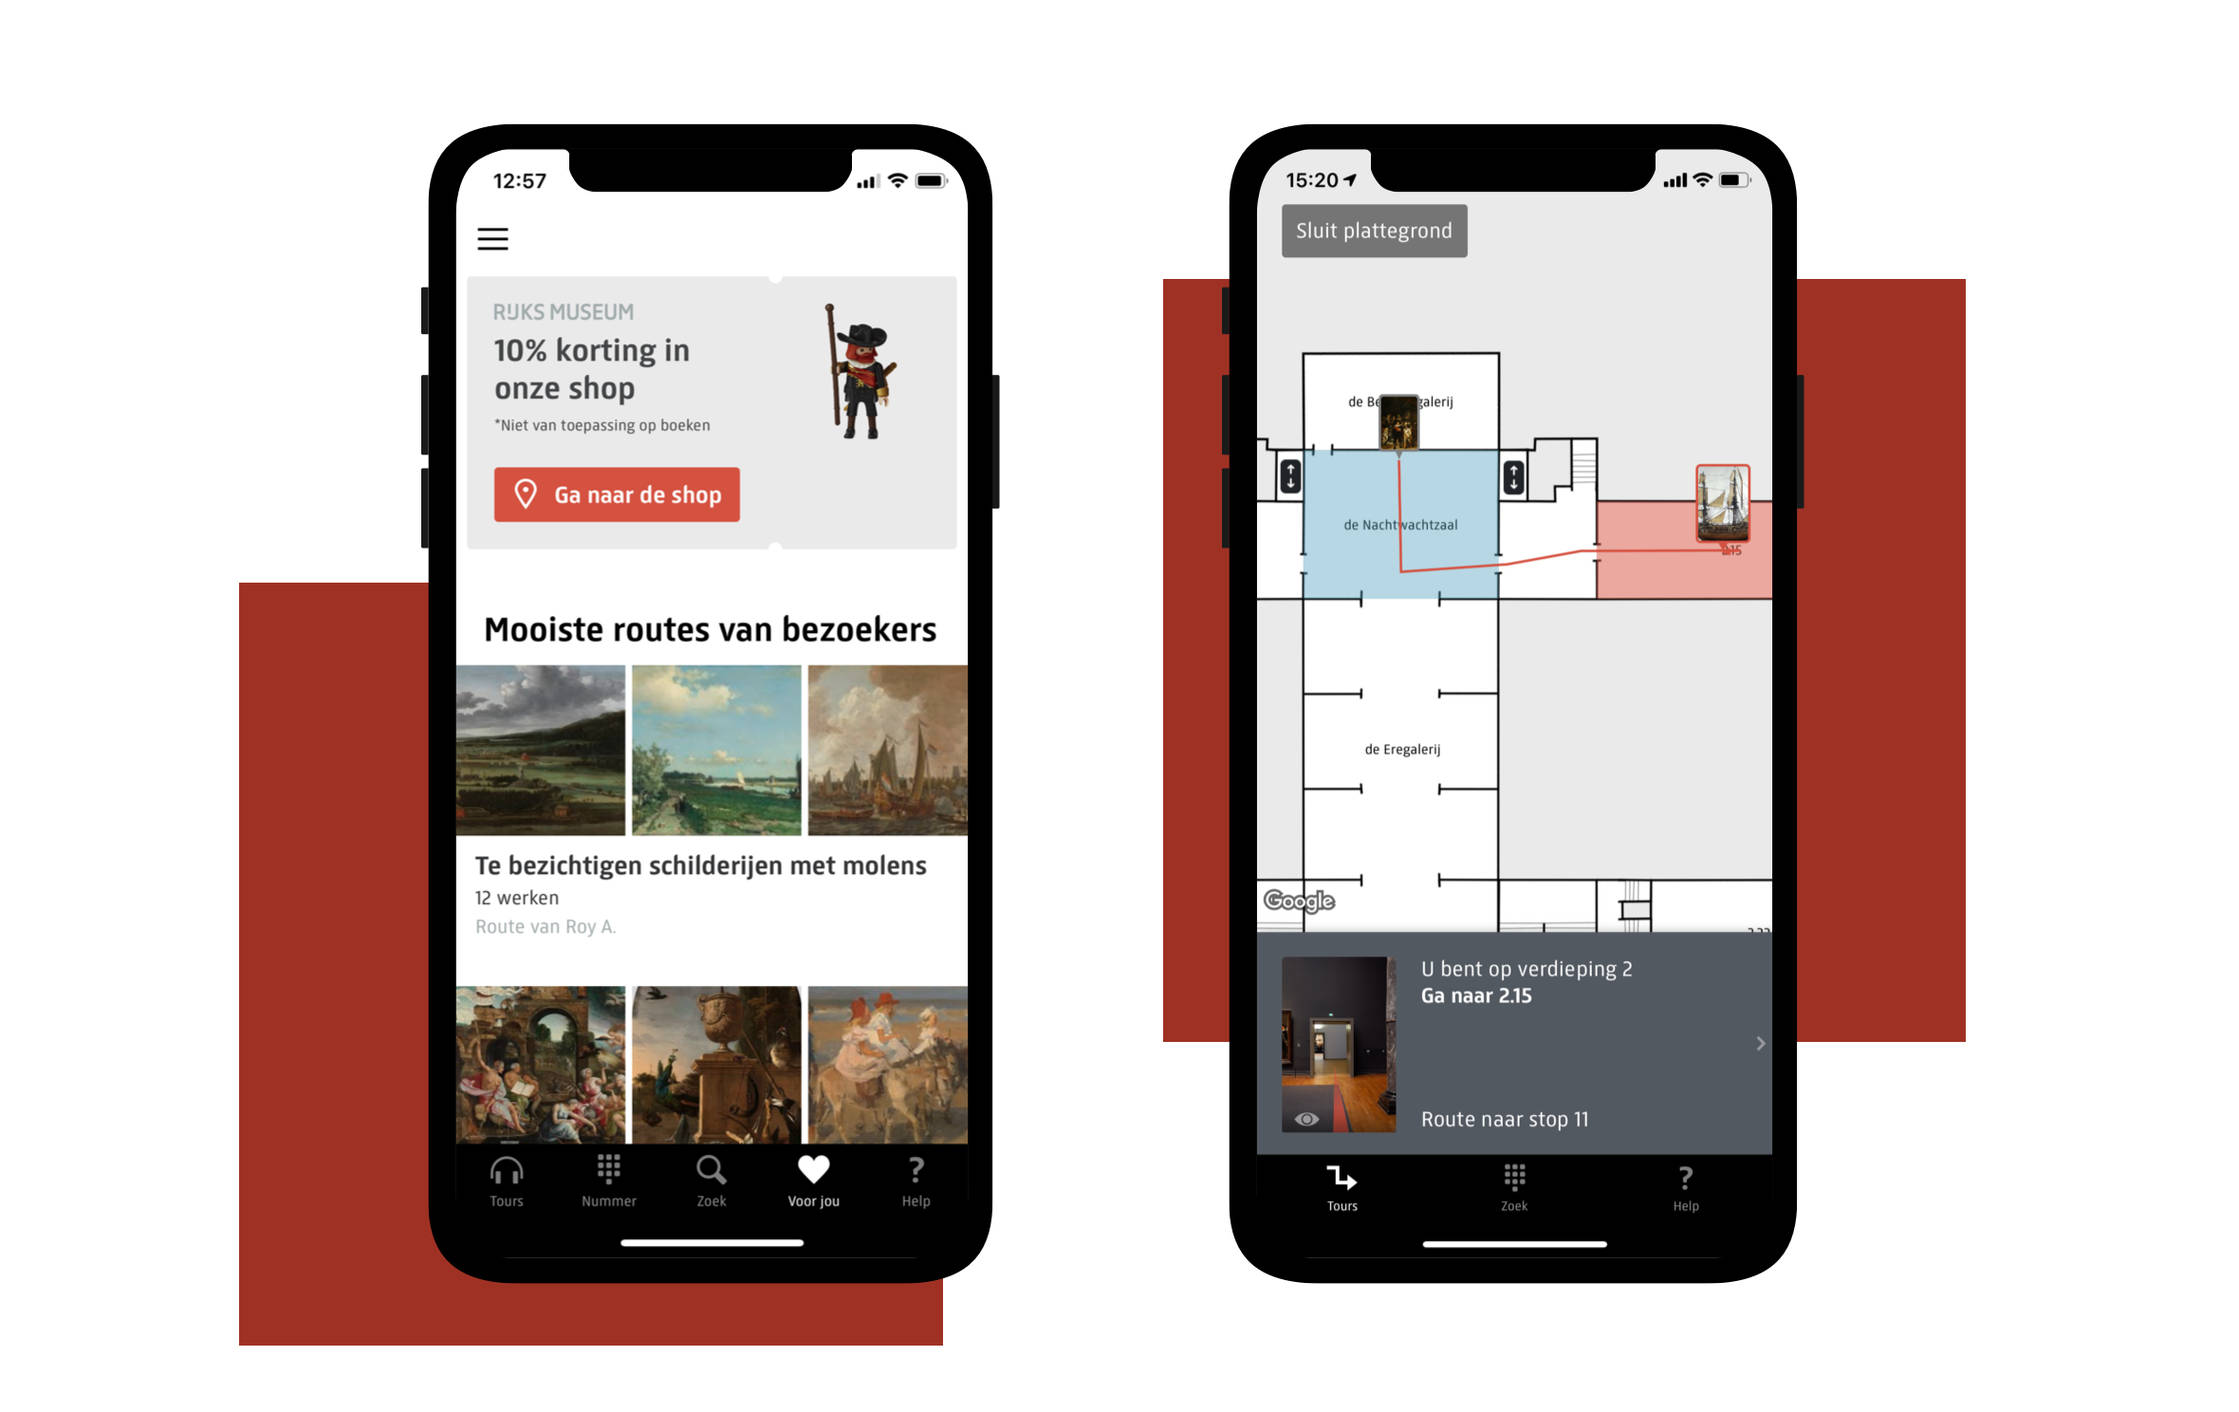 12:57
RIJKS MUSEUM
10% korting in
onze shop
*Niet van toepassing op boeken
Ga naar de shop
Mooiste routes van bezoekers
Te bezichtigen schilderijen met molens
12 werken
Route van Roy A.
Tours
Nummer
Zoek
Voor jou
Help
15:20
Sluit plattegrond
de
de Nachtwachtzaal
2.15
de Eregalerij
Google
U bent op verdieping 2
Ga naar 2.15
Route naar stop 11
Tours
Zoek
Help